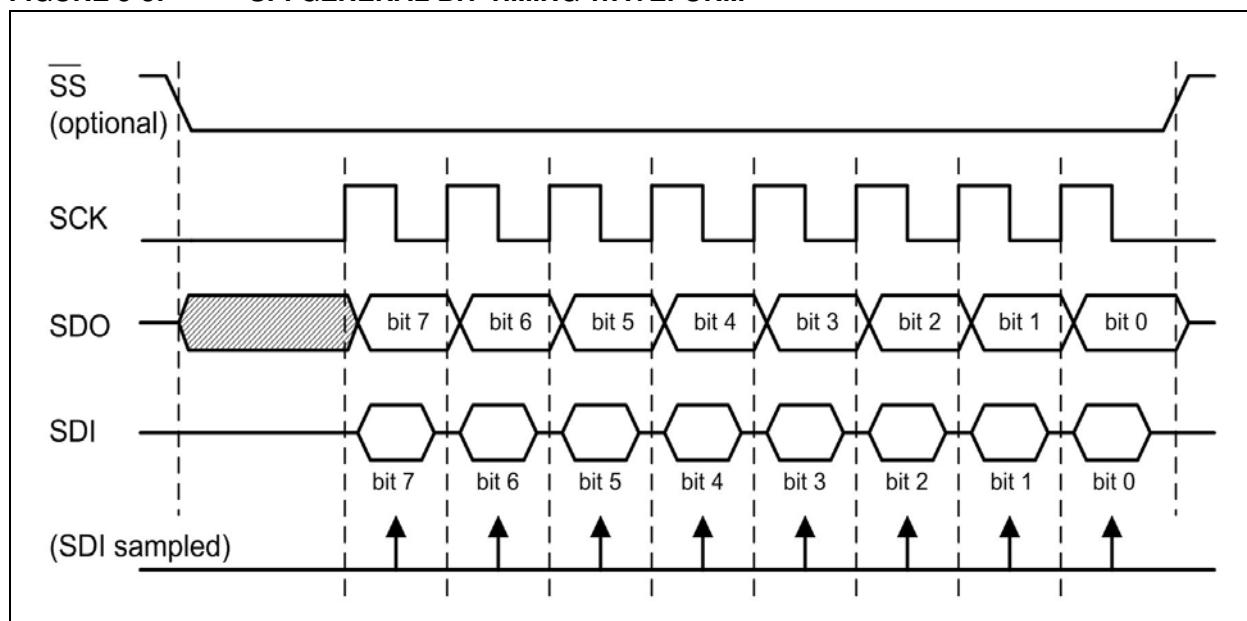 SS
(optional)
SCK
SDO
bit 7 bit 6 bit 5 bit 4 bit 3 bit 2 bit 1 bit 0
SDI
bit 7 bit 6 bit 5 bit 4 bit 3 bit 2 bit 1 bit 0
(SDI sampled)